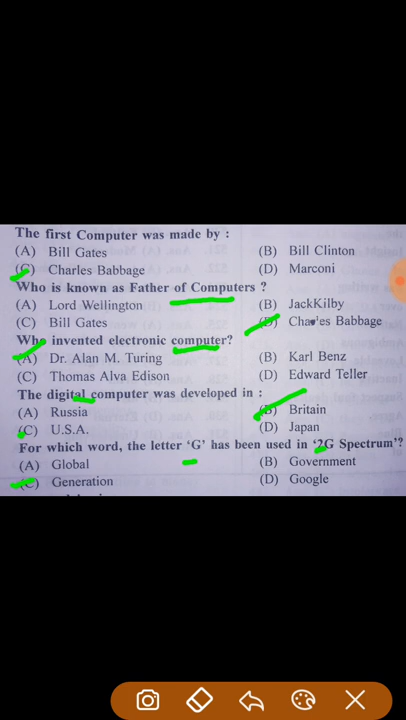 The first Computer was made by :
(A) Bill Gates (B) Bill Clinton
(C) Charles Babbage (D) Marconi
Who is known as Father of Computers ?
(A) Lord Wellington (B) JackKilby
(C) Bill Gates (D) Charles Babbage
Who invented electronic computer?
(A) Dr. Alan M. Turing (B) Karl Benz
(C) Thomas Alva Edison (D) Edward Teller
The digital computer was developed in :
(A) Russia (B) Britain
(C) U.S.A. (D) Japan
For which word, the letter ‘G’ has been used in ‘2G Spectrum’?
(A) Global (B) Government
(C) Generation (D) Google